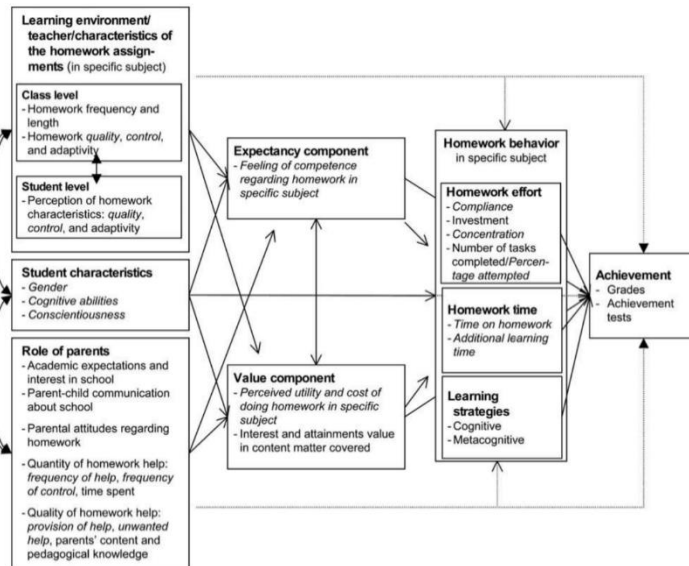 Learning environment/
teacher/characteristics of
the homework assign-
ments (in specific subject)
Class level
- Homework frequency and
length
- Homework quality, control,
and adaptivity
Student level
- Perception of homework
characteristics: quality,
control, and adaptivity
Student characteristics
- Gender
- Cognitive abilities
- Conscientiousness
Role of parents
- Academic expectations and
interest in school
- Parent-child communication
about school
- Parental attitudes regarding
homework
- Quantity of homework help:
frequency of help, frequency
of control, time spent
- Quality of homework help:
provision of help, unwanted
help, parents' content and
pedagogical knowledge
Expectancy component
- Feeling of competence
regarding homework in
specific subject
Value component
- Perceived utility and cost of
doing homework in specific
subject
- Interest and attainments value
in content matter covered
Homework behavior
in specific subject
Homework effort
- Compliance
- Investment
- Concentration
- Number of tasks
completed/Percen-
tage attempted
Homework time
- Time on homework
- Additional learning
time
Learning
strategies
- Cognitive
- Metacognitive
Achievement
- Grades
- Achievement
tests